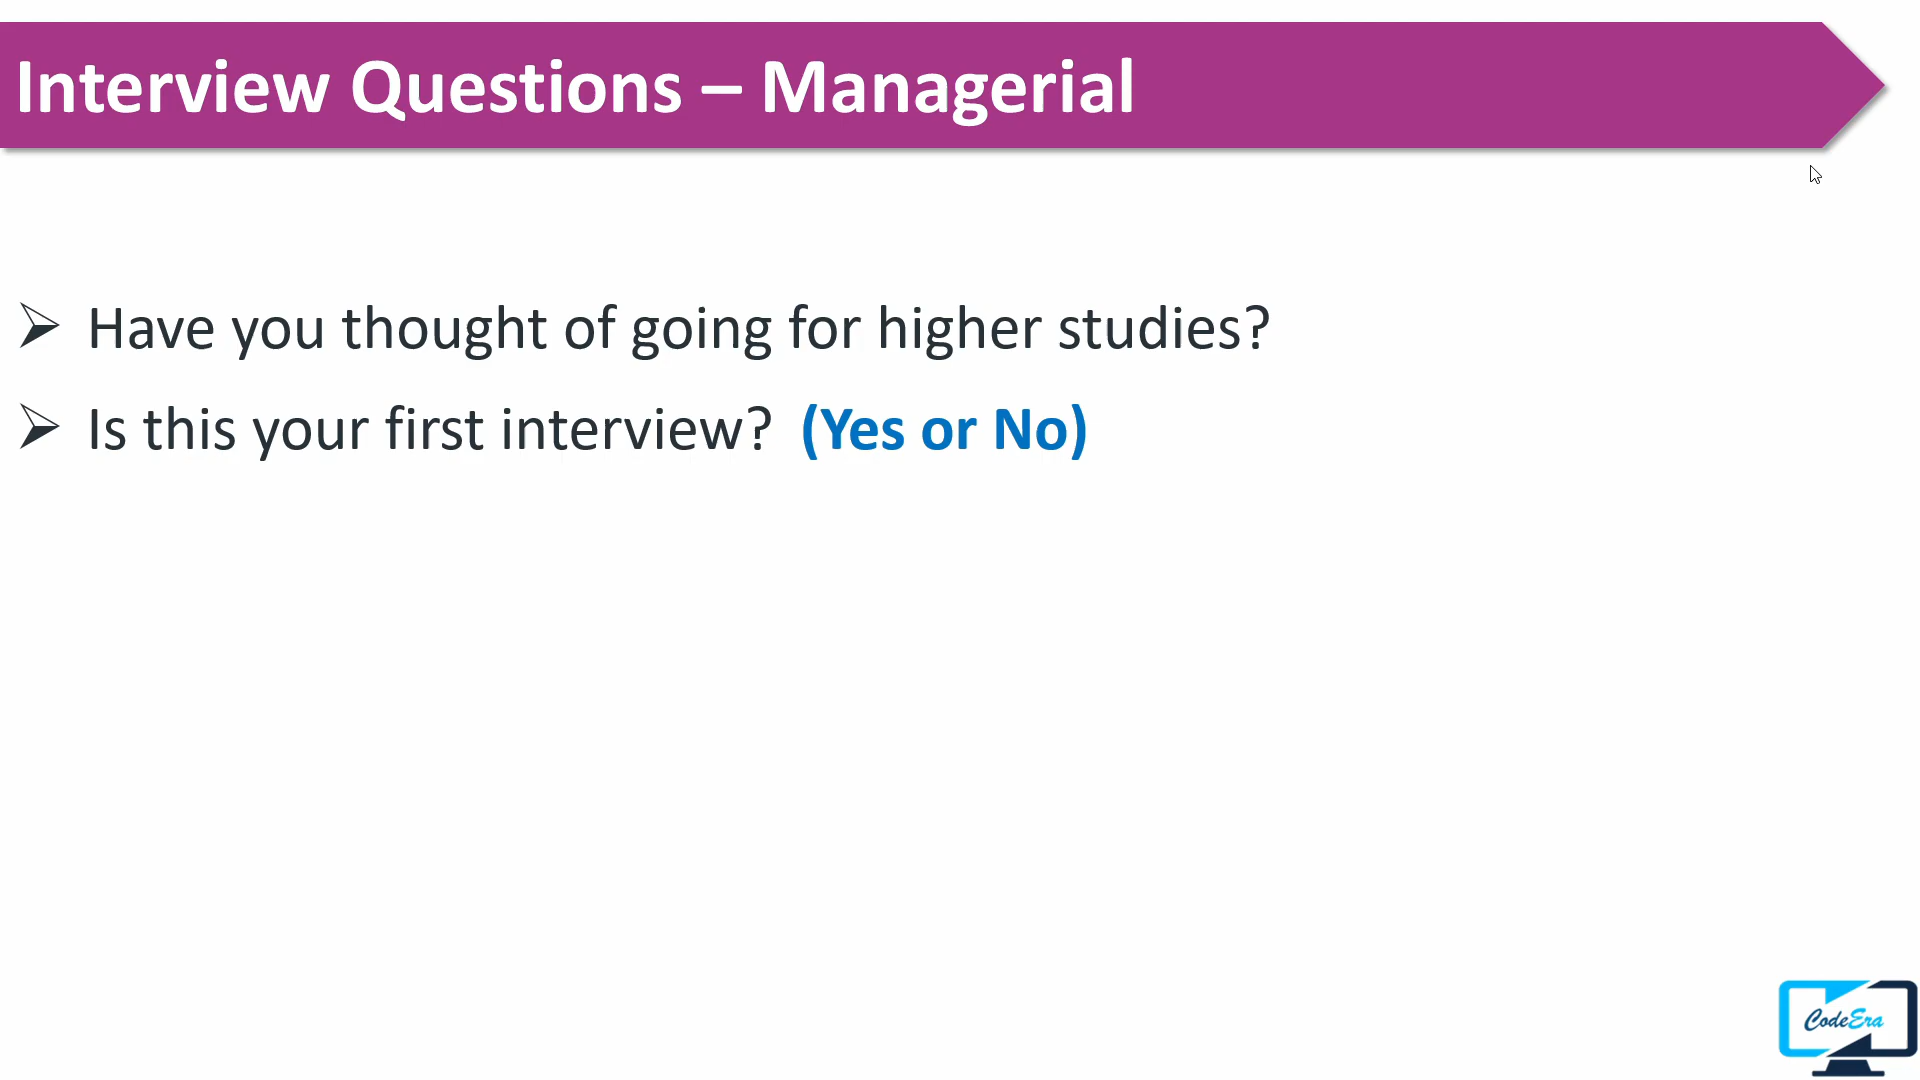 Interview Questions – Managerial
Have you thought of going for higher studies?
Is this your first interview? (Yes or No)
CodeEra